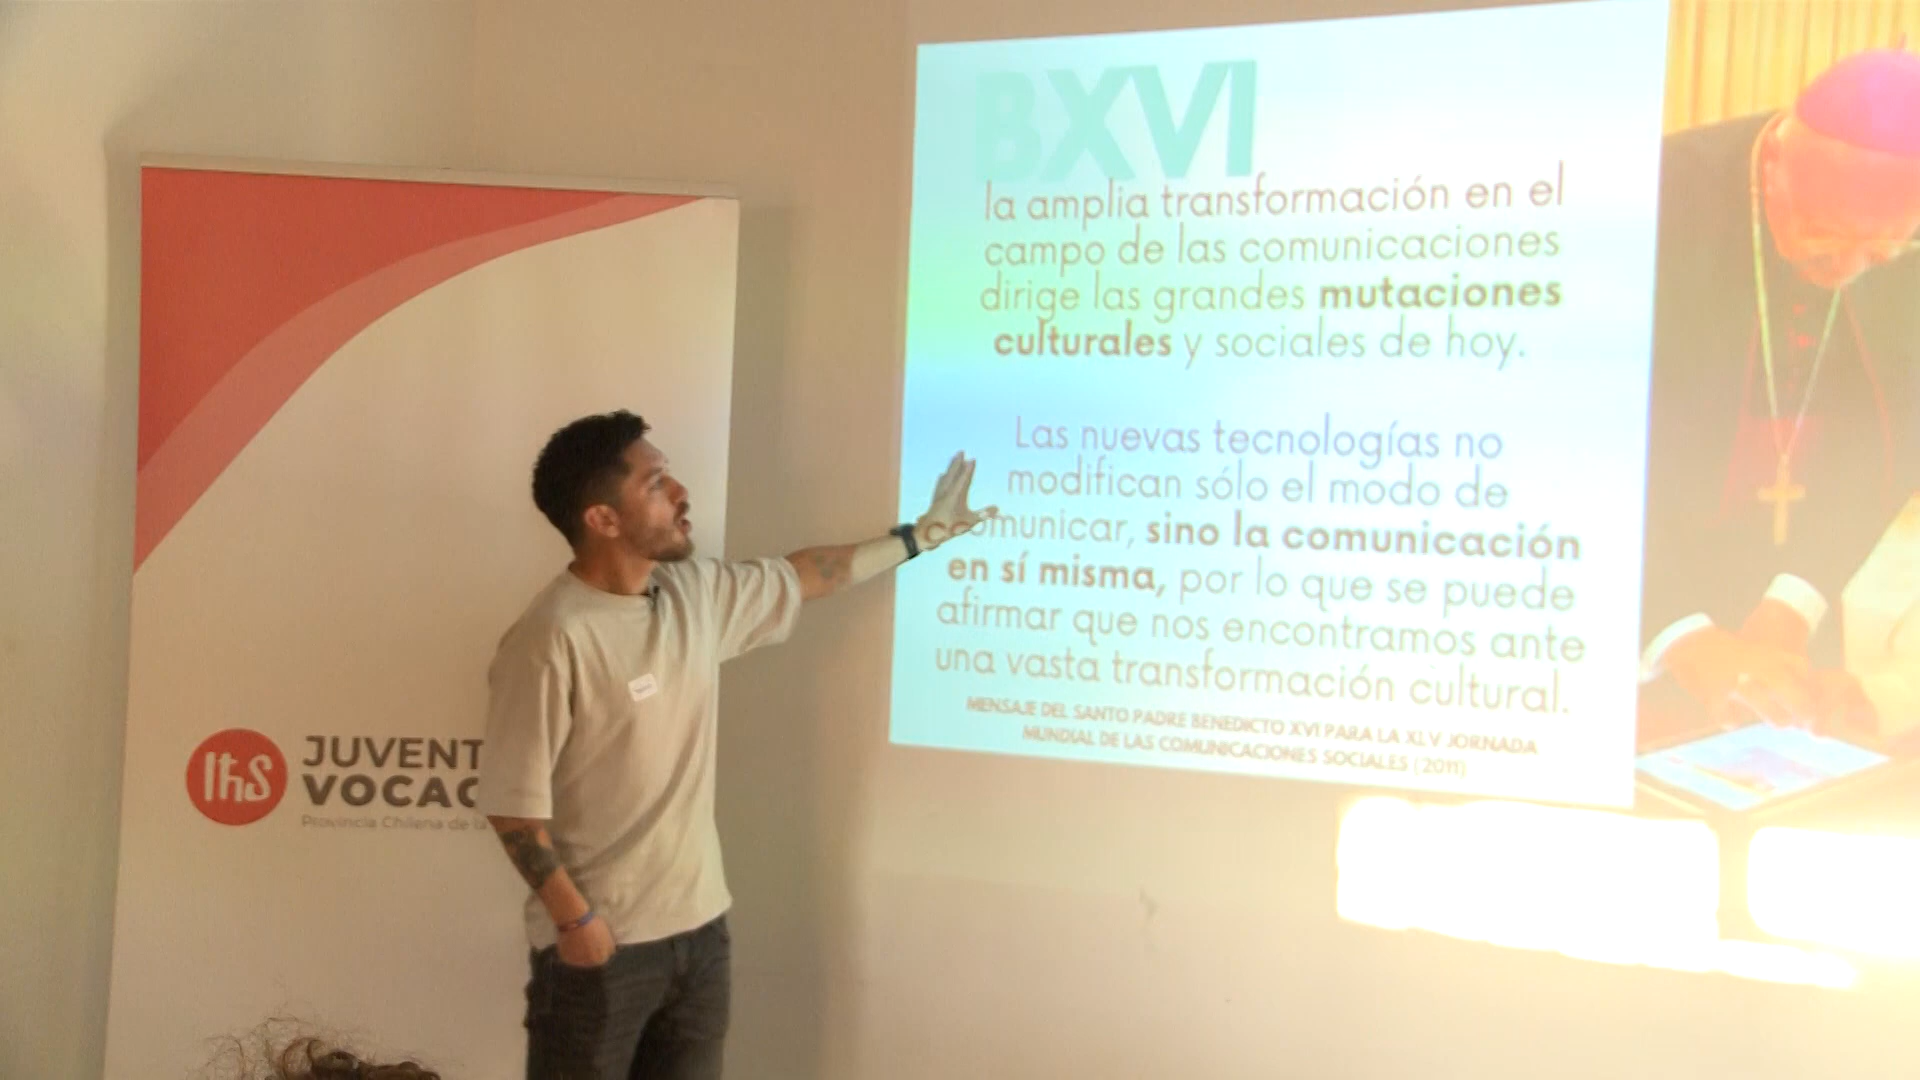 BXVI
la amplia transformación en el
campo de las comunicaciones
dirige las grandes mutaciones
culturales y sociales de hoy.
Las nuevas tecnologías no
modifican sólo el modo de
comunicar, sino la comunicación
en sí misma, por lo que se puede
afirmar que nos encontramos ante
una vasta transformación cultural.
MENSAJE DEL SANTO PADRE BENEDICTO XVI PARA LA XLV JORNADA
MUNDIAL DE LAS COMUNICACIONES SOCIALES (2011)
IHS
JUVENT
VOCAC
Provincia Chilena de la